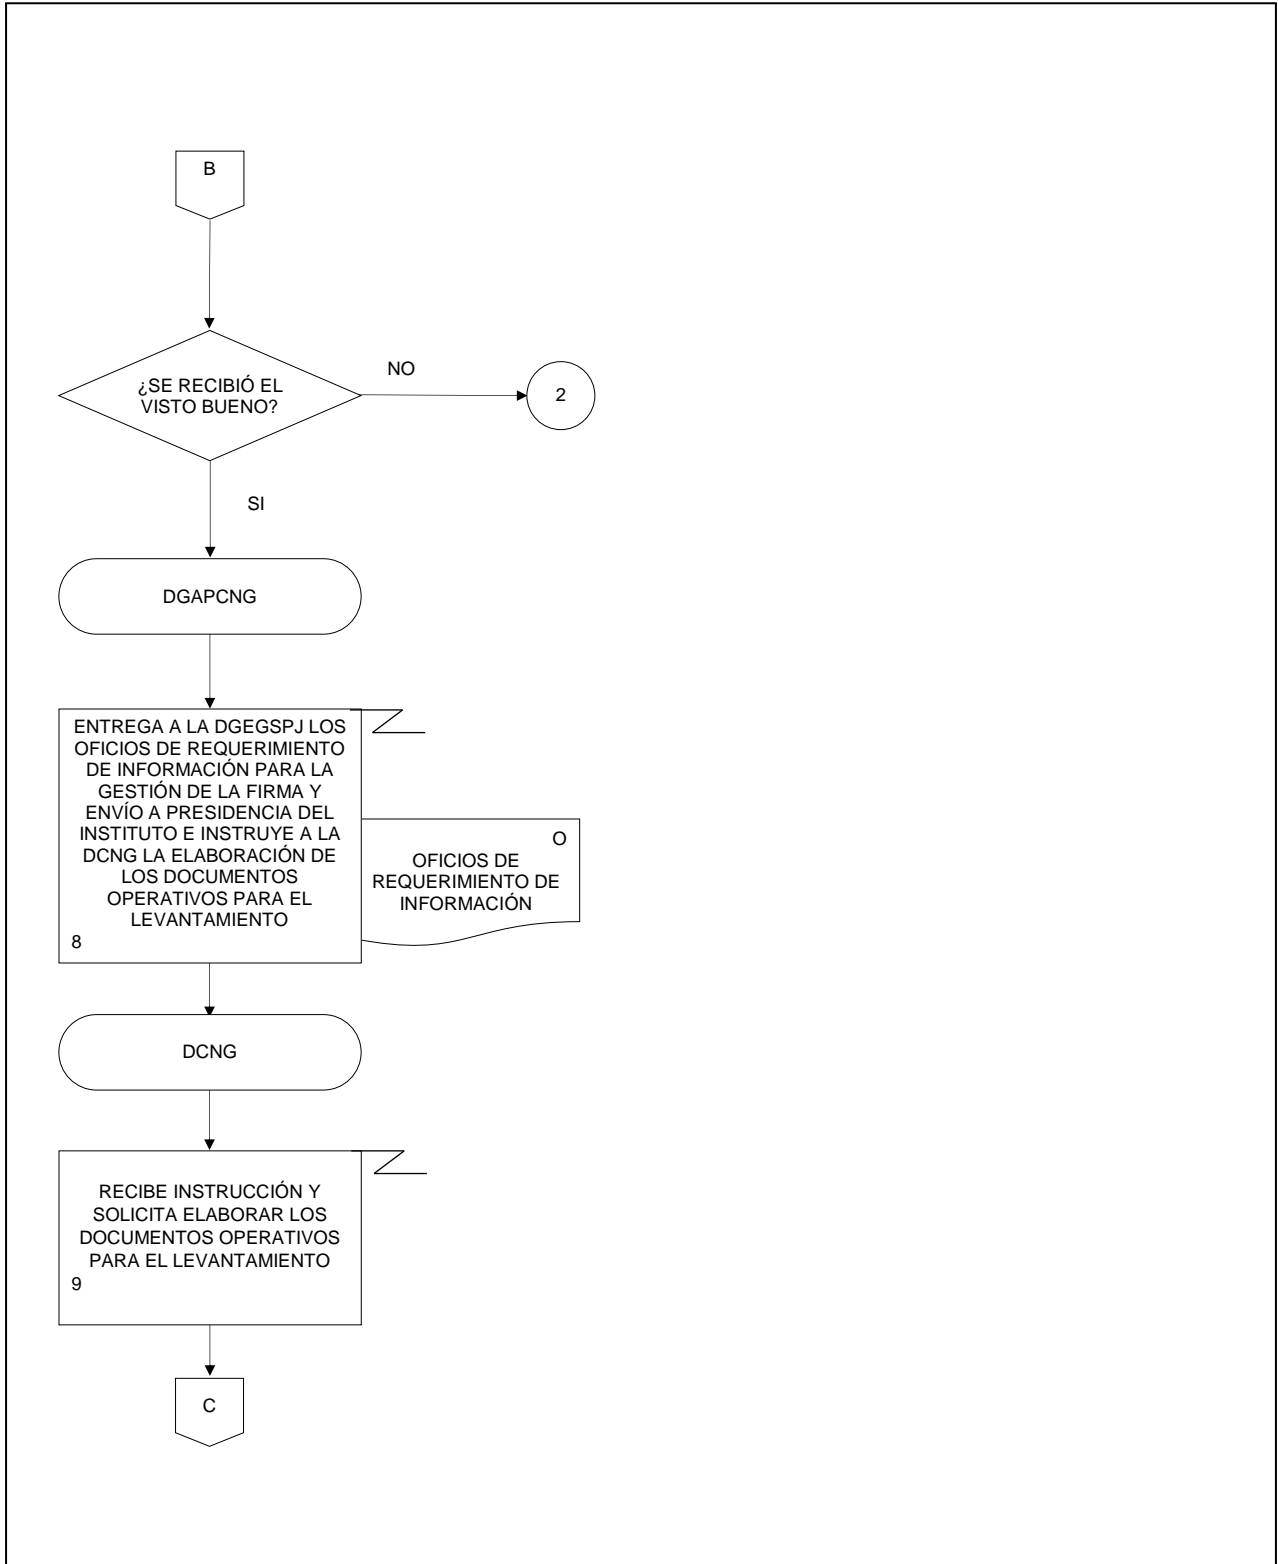 B
¿SE RECIBIÓ EL
VISTO BUENO?
NO
2
SI
DGAPCNG
ENTREGA A LA DGEGSPJ LOS
OFICIOS DE REQUERIMIENTO
DE INFORMACIÓN PARA LA
GESTIÓN DE LA FIRMA Y
ENVÍO A PRESIDENCIA DEL
INSTITUTO E INSTRUYE A LA
DCNG LA ELABORACIÓN DE
LOS DOCUMENTOS
OPERATIVOS PARA EL
LEVANTAMIENTO
8
O
OFICIOS DE
REQUERIMIENTO DE
INFORMACIÓN
DCNG
RECIBE INSTRUCCIÓN Y
SOLICITA ELABORAR LOS
DOCUMENTOS OPERATIVOS
PARA EL LEVANTAMIENTO
9
C